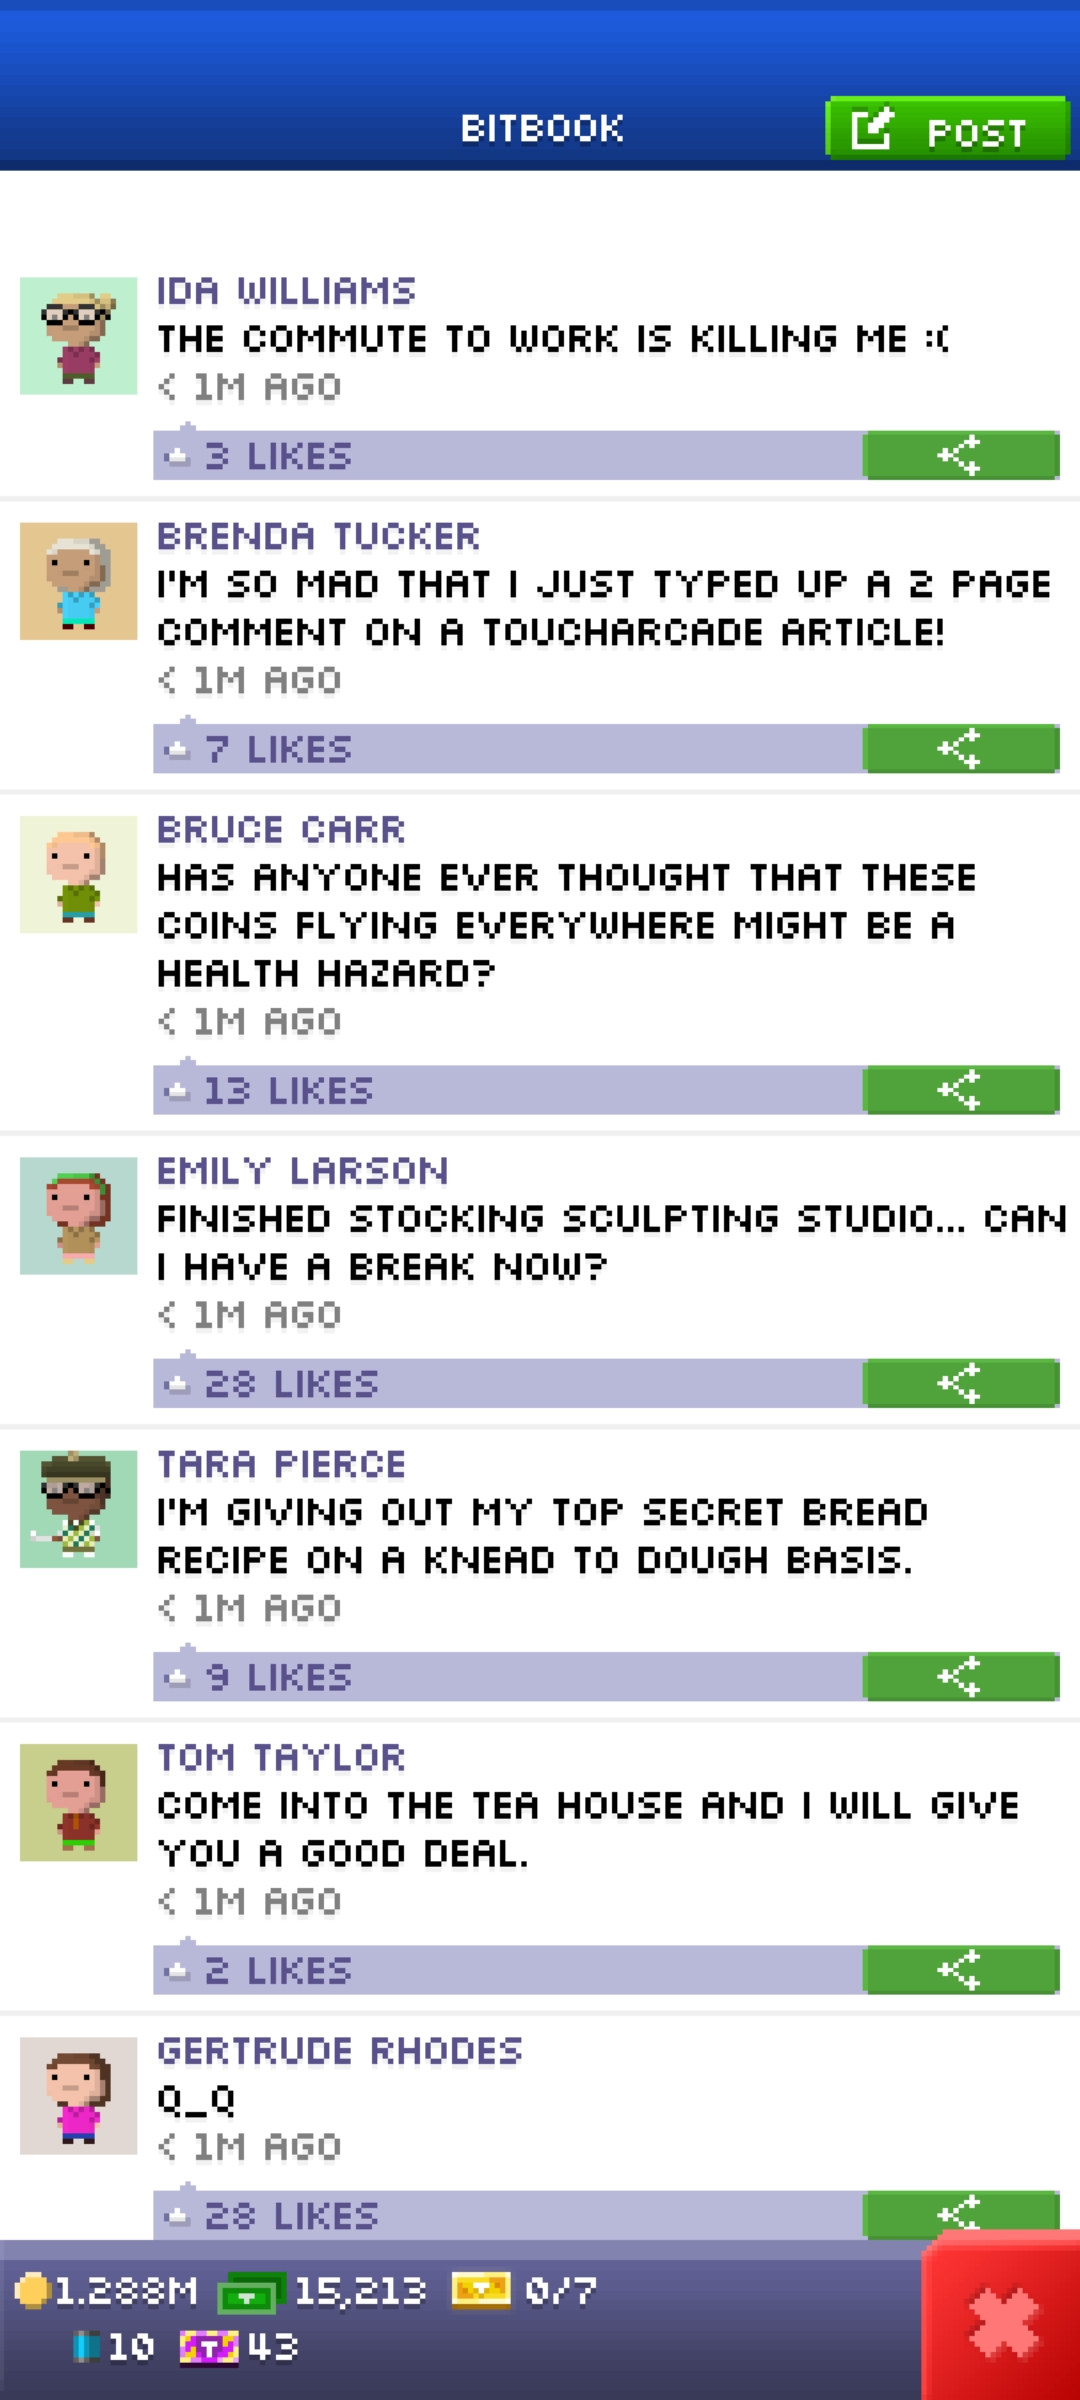 BITBOOK
POST
IDA WILLIAMS
THE COMMUTE TO WORK IS KILLING ME :(
< 1M AGO
3 LIKES
BRENDA TUCKER
I'M SO MAD THAT I JUST TYPED UP A 2 PAGE
COMMENT ON A TOUCHARCADE ARTICLE!
< 1M AGO
7 LIKES
BRUCE CARR
HAS ANYONE EVER THOUGHT THAT THESE
COINS FLYING EVERYWHERE MIGHT BE A
HEALTH HAZARD?
< 1M AGO
13 LIKES
EMILY LARSON
FINISHED STOCKING SCULPTING STUDIO... CAN
I HAVE A BREAK NOW?
< 1M AGO
28 LIKES
TARA PIERCE
I'M GIVING OUT MY TOP SECRET BREAD
RECIPE ON A KNEAD TO DOUGH BASIS.
< 1M AGO
9 LIKES
TOM TAYLOR
COME INTO THE TEA HOUSE AND I WILL GIVE
YOU A GOOD DEAL.
< 1M AGO
2 LIKES
GERTRUDE RHODES
Q_Q
< 1M AGO
28 LIKES
1.288M 15,213 0/7
10 T 43